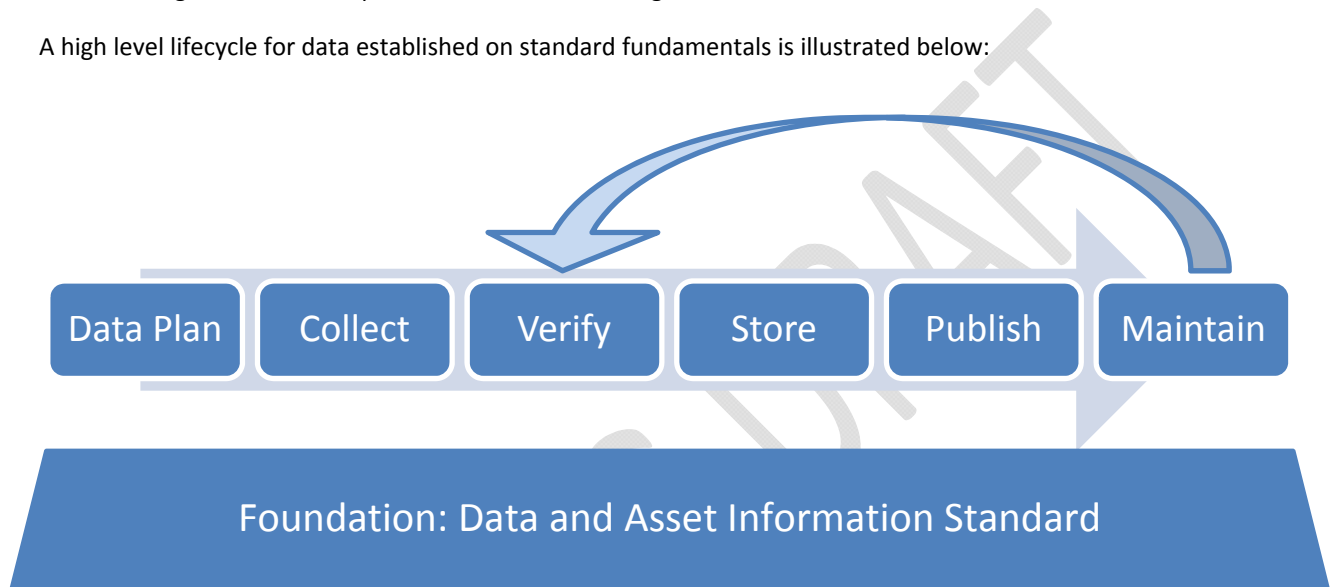 A high level lifecycle for data established on standard fundamentals is illustrated below:
Data Plan
Collect
Verify
Store
Publish
Maintain
Foundation: Data and Asset Information Standard
DRAFT